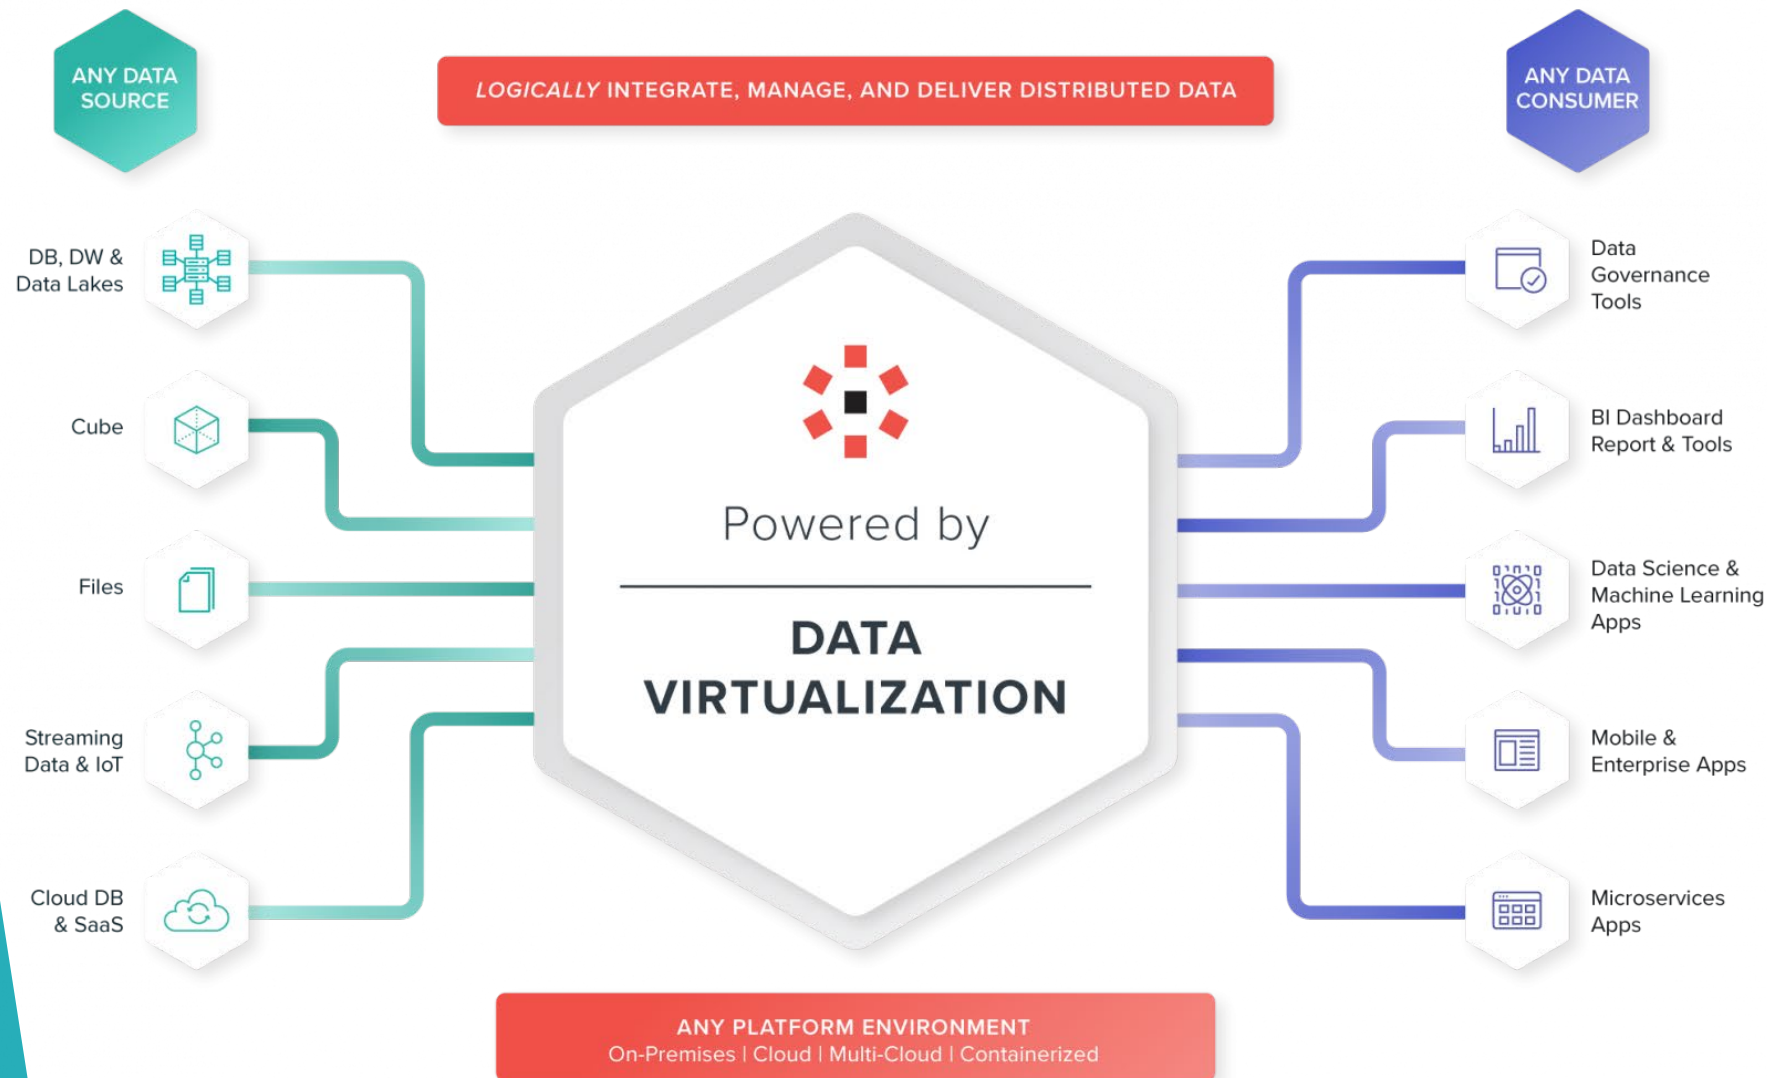 ANY DATA
SOURCE
LOGICALLY INTEGRATE, MANAGE, AND DELIVER DISTRIBUTED DATA
ANY DATA
CONSUMER
DB, DW &
Data Lakes
Cube
Files
Streaming
Data & IoT
Cloud DB
& SaaS
Powered by
DATA
VIRTUALIZATION
Data
Governance
Tools
BI Dashboard
Report & Tools
Data Science &
Machine Learning
Apps
Mobile &
Enterprise Apps
Microservices
Apps
ANY PLATFORM ENVIRONMENT
On-Premises | Cloud | Multi-Cloud | Containerized